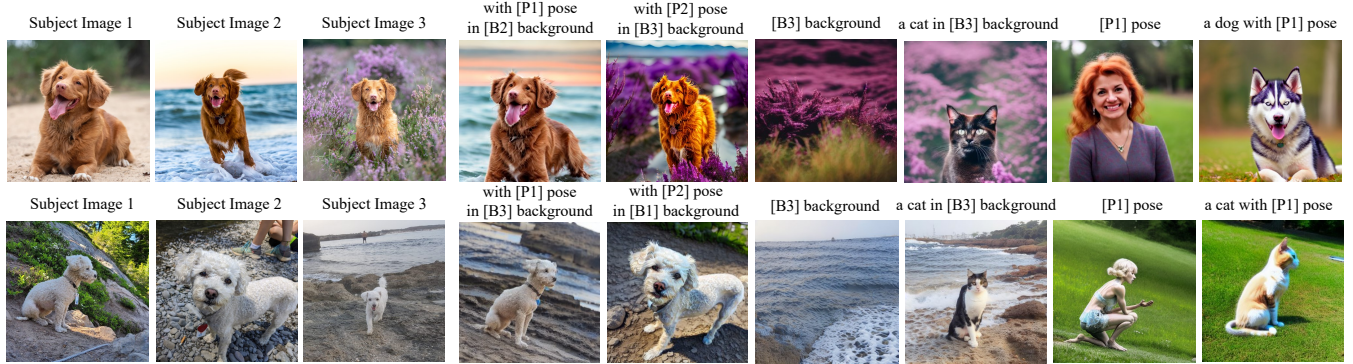 Subject Image 1
Subject Image 2
Subject Image 3
with [P1] pose
in [B2] background
with [P2] pose
in [B3] background
[B3] background
a cat in [B3] background
[P1] pose
a dog with [P1] pose
Subject Image 1
Subject Image 2
Subject Image 3
with [P1] pose
in [B3] background
with [P2] pose
in [B1] background
[B3] background
a cat in [B3] background
[P1] pose
a cat with [P1] pose